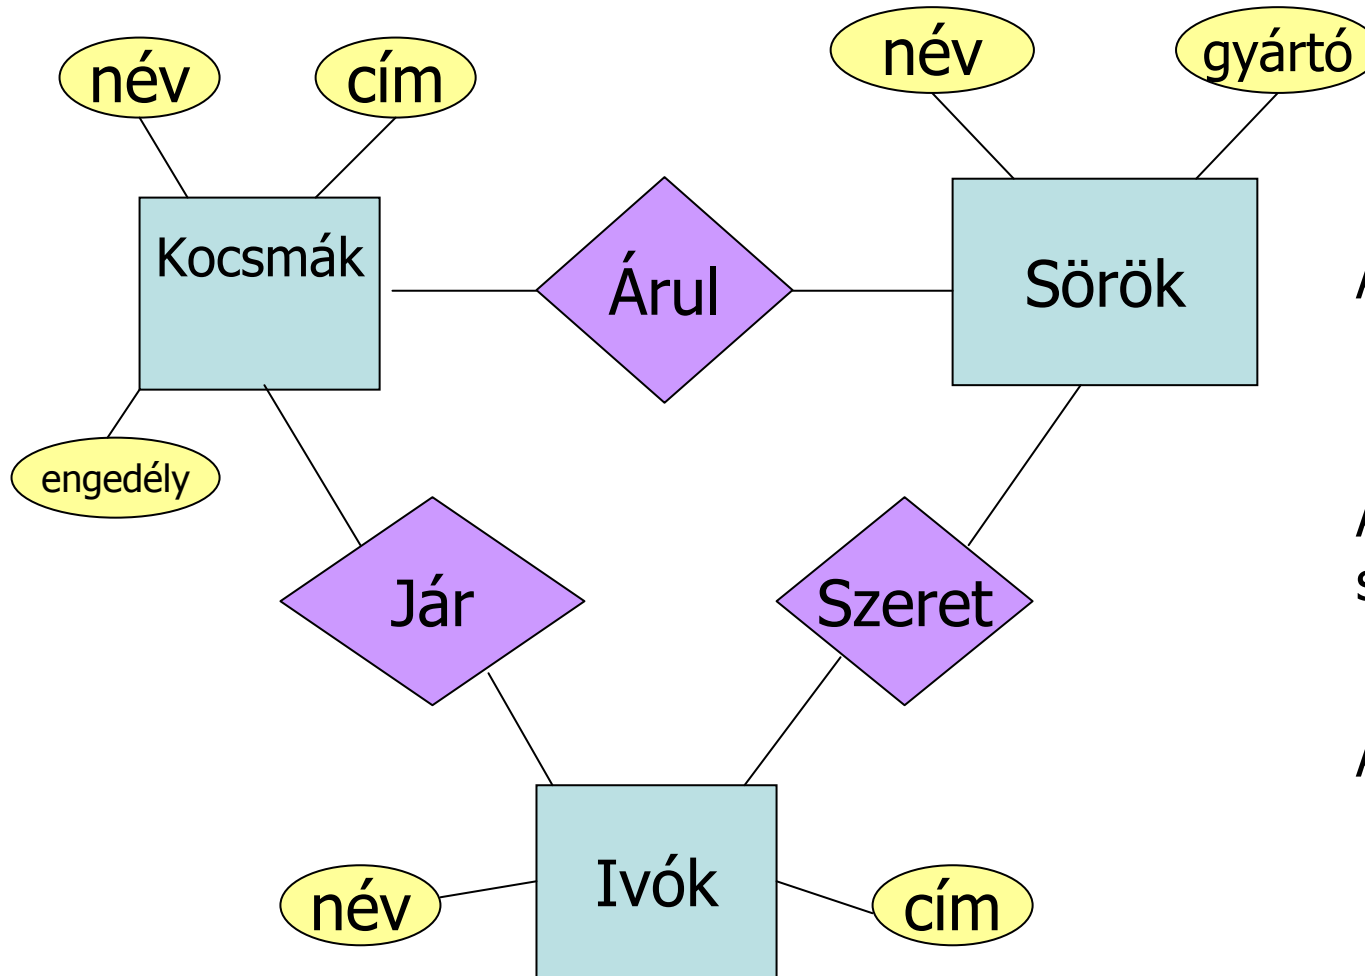 név
cím
név
gyártó
Kocsmák
Árul
Sörök
engedély
Jár
Szeret
Ivók
név
cím